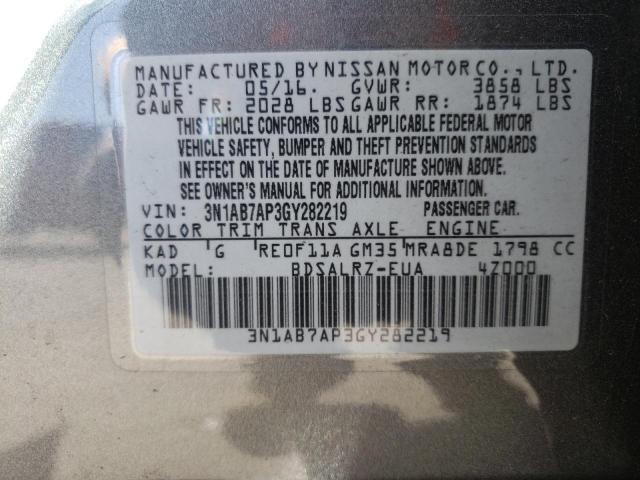 MANUFACTURED BY NISSAN MOTOR CO., LTD.
DATE: 05/16. GVWR: 3858 LBS
GAWR FR: 2028 LBS GAWR RR: 1874 LBS
THIS VEHICLE CONFORMS TO ALL APPLICABLE FEDERAL MOTOR
VEHICLE SAFETY, BUMPER AND THEFT PREVENTION STANDARDS
IN EFFECT ON THE DATE OF MANUFACTURE SHOWN ABOVE.
SEE OWNER'S MANUAL FOR ADDITIONAL INFORMATION.
VIN: 3N1AB7AP3GY282219 PASSENGER CAR.
COLOR TRIM TRANS AXLE ENGINE
KAD G RE0F11A GM35 MRA8DE 1798 CC
MODEL: BDSALRZ-EUA 4Z000
3N1AB7AP3GY282219